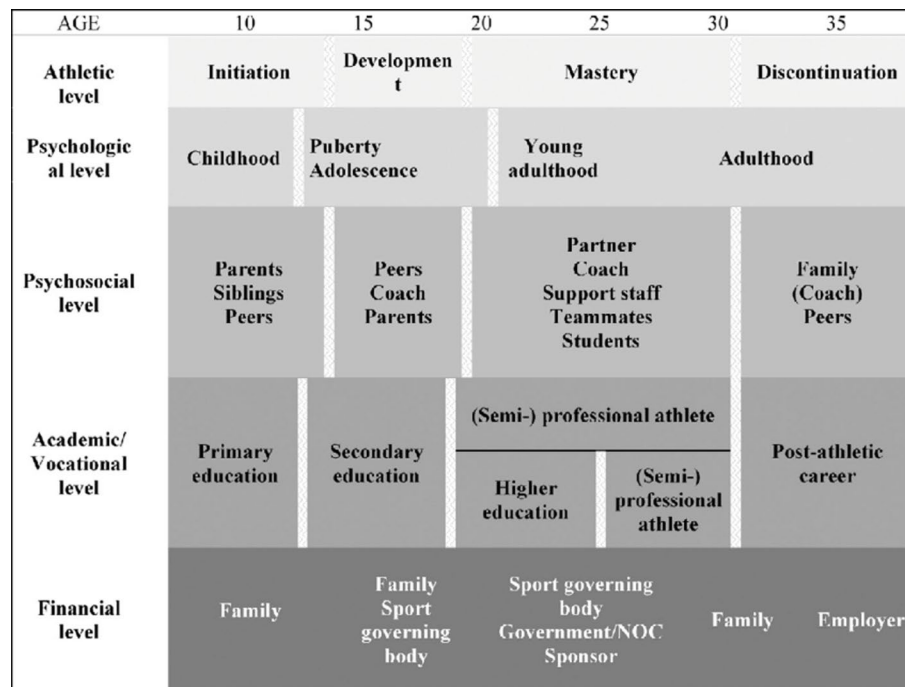 AGE 10 15 20 25 30 35
Athletic
level
Initiation
Developmen
t
Mastery
Discontinuation
Psychologic
al level
Childhood
Puberty
Adolescence
Young
adulthood
Adulthood
Psychosocial
level
Parents
Siblings
Peers
Peers
Coach
Parents
Partner
Coach
Support staff
Teammates
Students
Family
(Coach)
Peers
Academic/
Vocational
level
Primary
education
Secondary
education
(Semi-) professional athlete
Higher
education
(Semi-)
professional
athlete
Post-athletic
career
Financial
level
Family
Family
Sport
governing
body
Sport governing
body
Government/NOC
Sponsor
Family
Employer